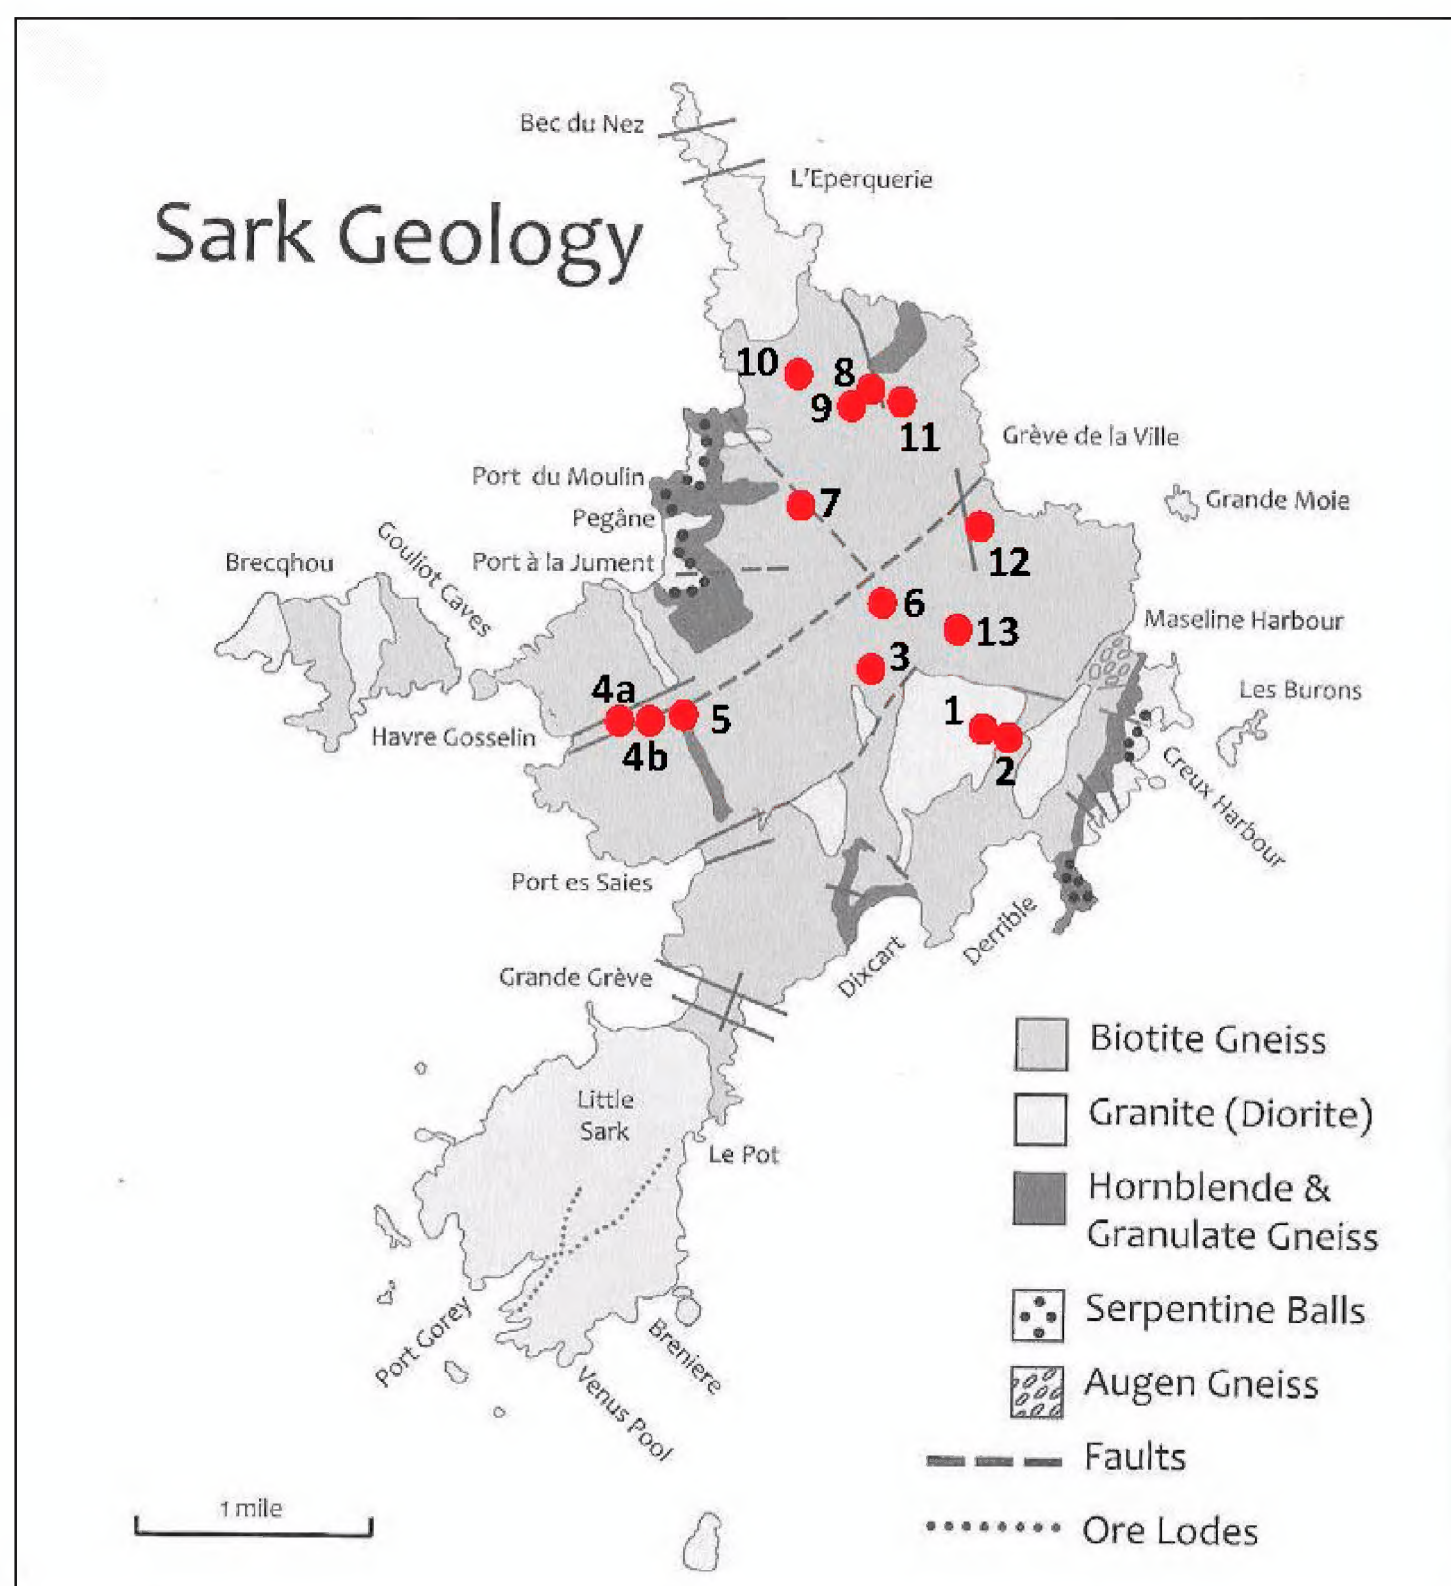 Bec du Nez
L'Eperquerie
Sark Geology
10
8
9
11
Grève de la Ville
Port du Moulin
7
Grande Moie
Pegâne
Gouliot Caves
Brecqhou
Port à la Jument
12
6
Maseline Harbour
13
3
4a
Les Burons
1
5
Havre Gosselin
4b
2
Creux Harbour
Port es Saies
Derrible
Dixcart
Grande Grève
Biotite Gneiss
Little
Sark
Granite (Diorite)
Le Pot
Hornblende &
Granulate Gneiss
Serpentine Balls
Port Gorey
Breniere
Venus Pool
Augen Gneiss
Faults
1 mile
Ore Lodes